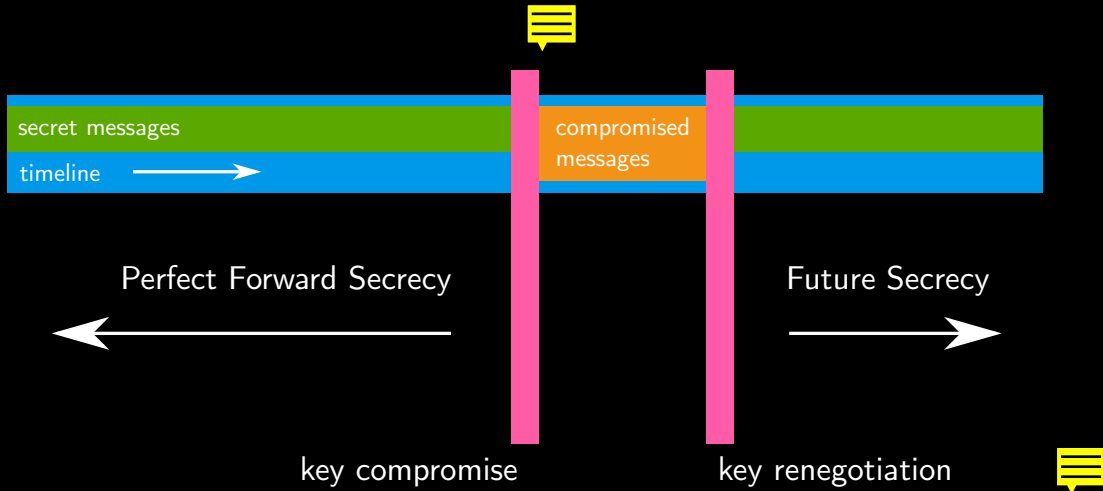 secret messages
compromised
messages
timeline
Perfect Forward Secrecy
Future Secrecy
key compromise
key renegotiation